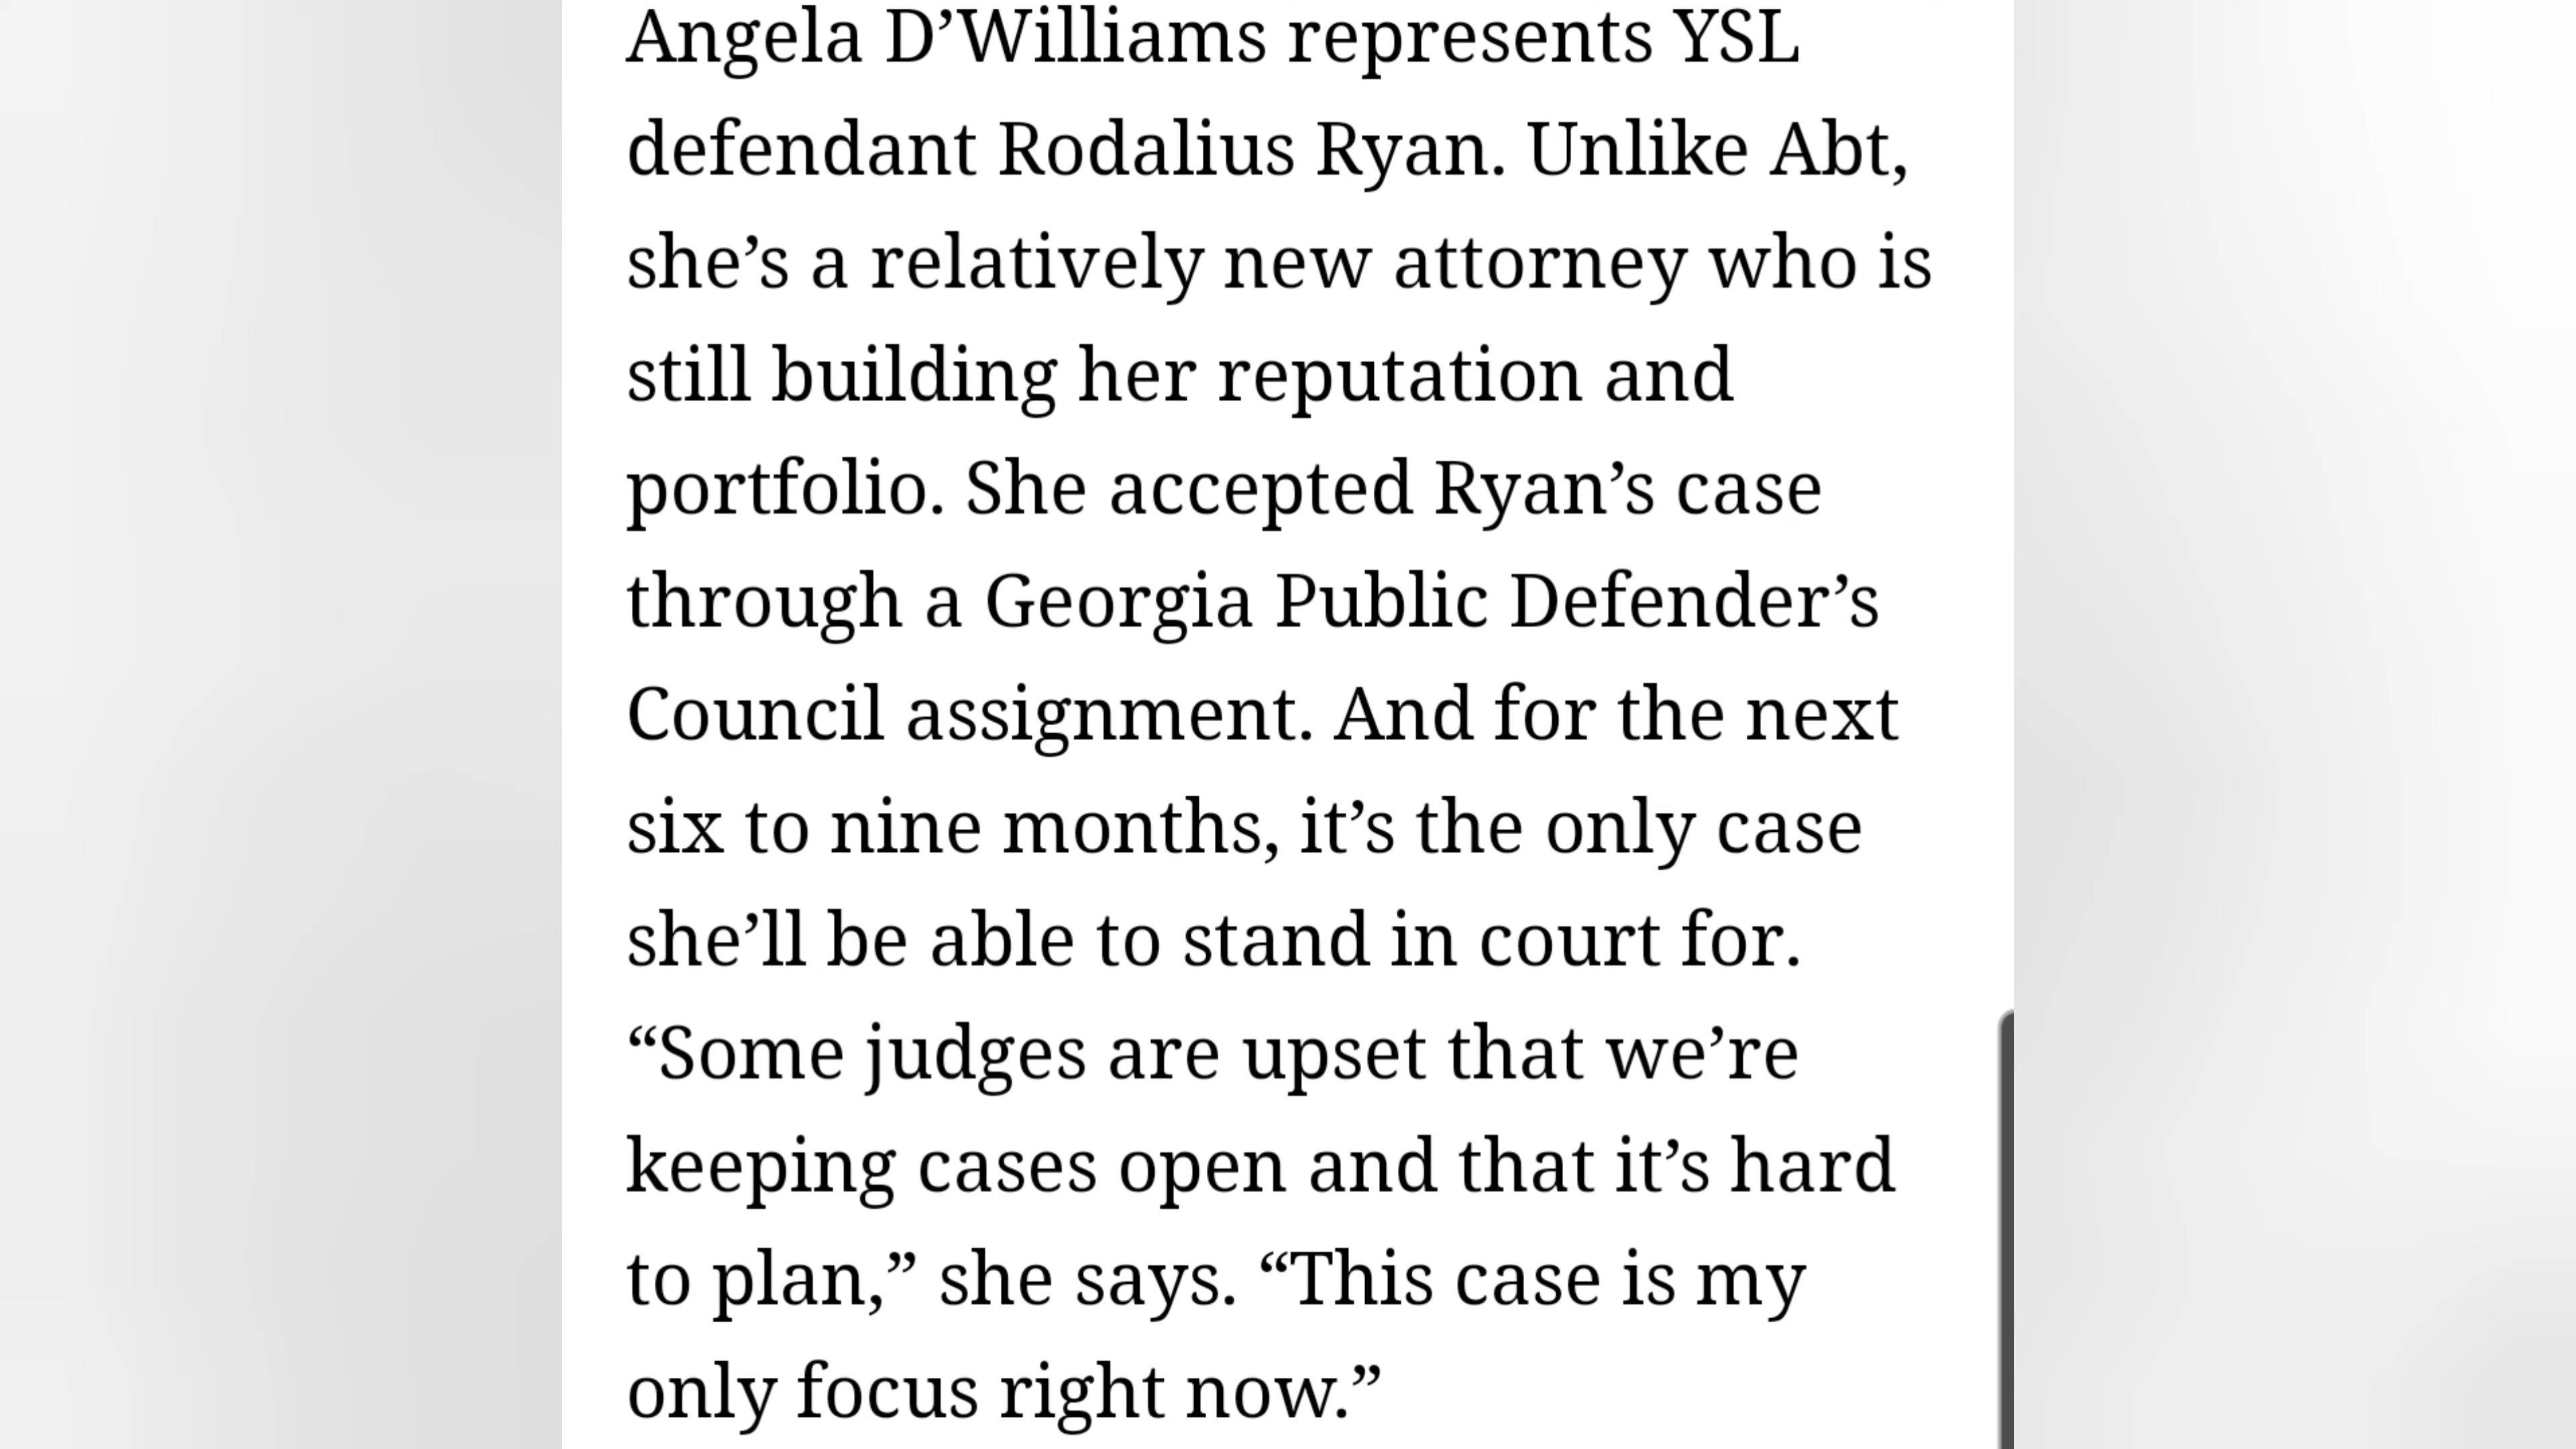 Angela D’Williams represents YSL
defendant Rodalius Ryan. Unlike Abt,
she’s a relatively new attorney who is
still building her reputation and
portfolio. She accepted Ryan’s case
through a Georgia Public Defender’s
Council assignment. And for the next
six to nine months, it’s the only case
she’ll be able to stand in court for.
“Some judges are upset that we’re
keeping cases open and that it’s hard
to plan,” she says. “This case is my
only focus right now.”